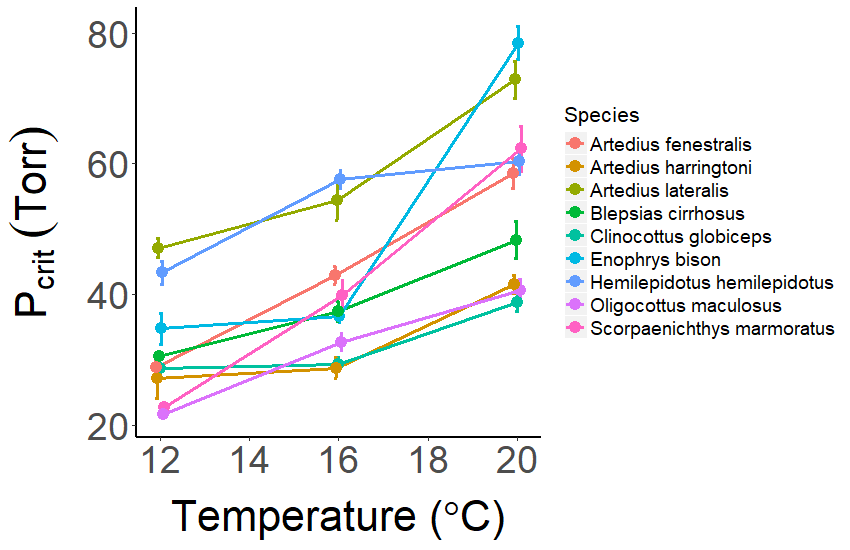 80
60
40
20
P_crit (Torr)
12 14 16 18 20
Temperature (°C)
Species
Artedius fenestralis
Artedius harringtoni
Artedius lateralis
Blepsias cirrhosus
Clinocottus globiceps
Enophrys bison
Hemilepidotus hemilepidotus
Oligocottus maculosus
Scorpaenichthys marmoratus